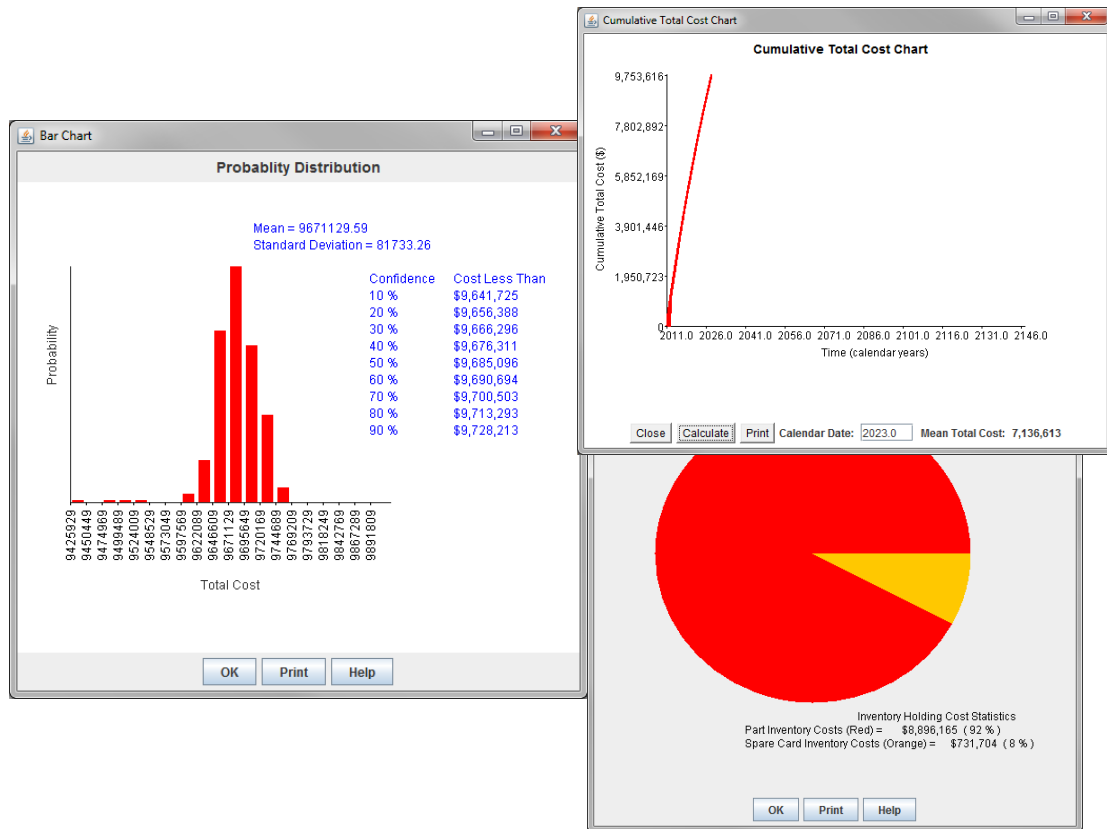 Cumulative Total Cost Chart
Cumulative Total Cost Chart
9,753,616
7,802,892
5,852,169
3,901,446
1,950,723
0
Cumulative Total Cost ($)
2011.0 2026.0 2041.0 2056.0 2071.0 2086.0 2101.0 2116.0 2131.0 2146.0
Time (calendar years)
Close Calculate Print Calendar Date: 2023.0 Mean Total Cost: 7,136,613
Bar Chart
Probablity Distribution
Mean = 9671129.59
Standard Deviation = 81733.26
Confidence Cost Less Than
10 % $9,641,725
20 % $9,656,388
30 % $9,666,296
40 % $9,676,311
50 % $9,685,096
60 % $9,690,694
70 % $9,700,503
80 % $9,713,293
90 % $9,728,213
Probability
9425929
9450449
9474969
9499489
9524009
9548529
9573049
9597569
9622089
9646609
9671129
9695649
9720169
9744689
9769209
9793729
9818249
9842769
9867289
9891809
Total Cost
OK Print Help
Inventory Holding Cost Statistics
Part Inventory Costs (Red) = $8,896,165 ( 92 % )
Spare Card Inventory Costs (Orange) = $731,704 ( 8 % )
OK Print Help